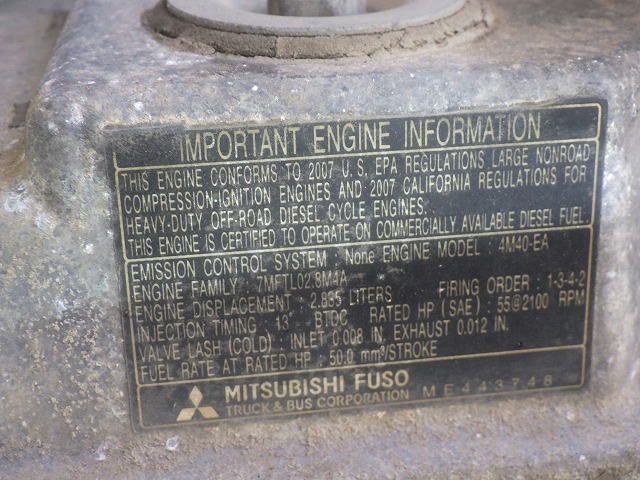 IMPORTANT ENGINE INFORMATION
THIS ENGINE CONFORMS TO 2007 U.S. EPA REGULATIONS LARGE NONROAD
COMPRESSION-IGNITION ENGINES AND 2007 CALIFORNIA REGULATIONS FOR
HEAVY-DUTY OFF-ROAD DIESEL CYCLE ENGINES.
THIS ENGINE IS CERTIFIED TO OPERATE ON COMMERCIALLY AVAILABLE DIESEL FUEL.
EMISSION CONTROL SYSTEM : None ENGINE MODEL : 4M40-EA
ENGINE FAMILY : 7MFTL02.8M4A
ENGINE DISPLACEMENT : 2.835 LITERS FIRING ORDER : 1-3-4-2
INJECTION TIMING : 13° BTDC RATED HP (SAE) : 55@2100 RPM
VALVE LASH (COLD) : INLET 0.008 IN. EXHAUST 0.012 IN.
FUEL RATE AT RATED HP : 50.0 mm³/STROKE
MITSUBISHI FUSO
TRUCK & BUS CORPORATION ME443748